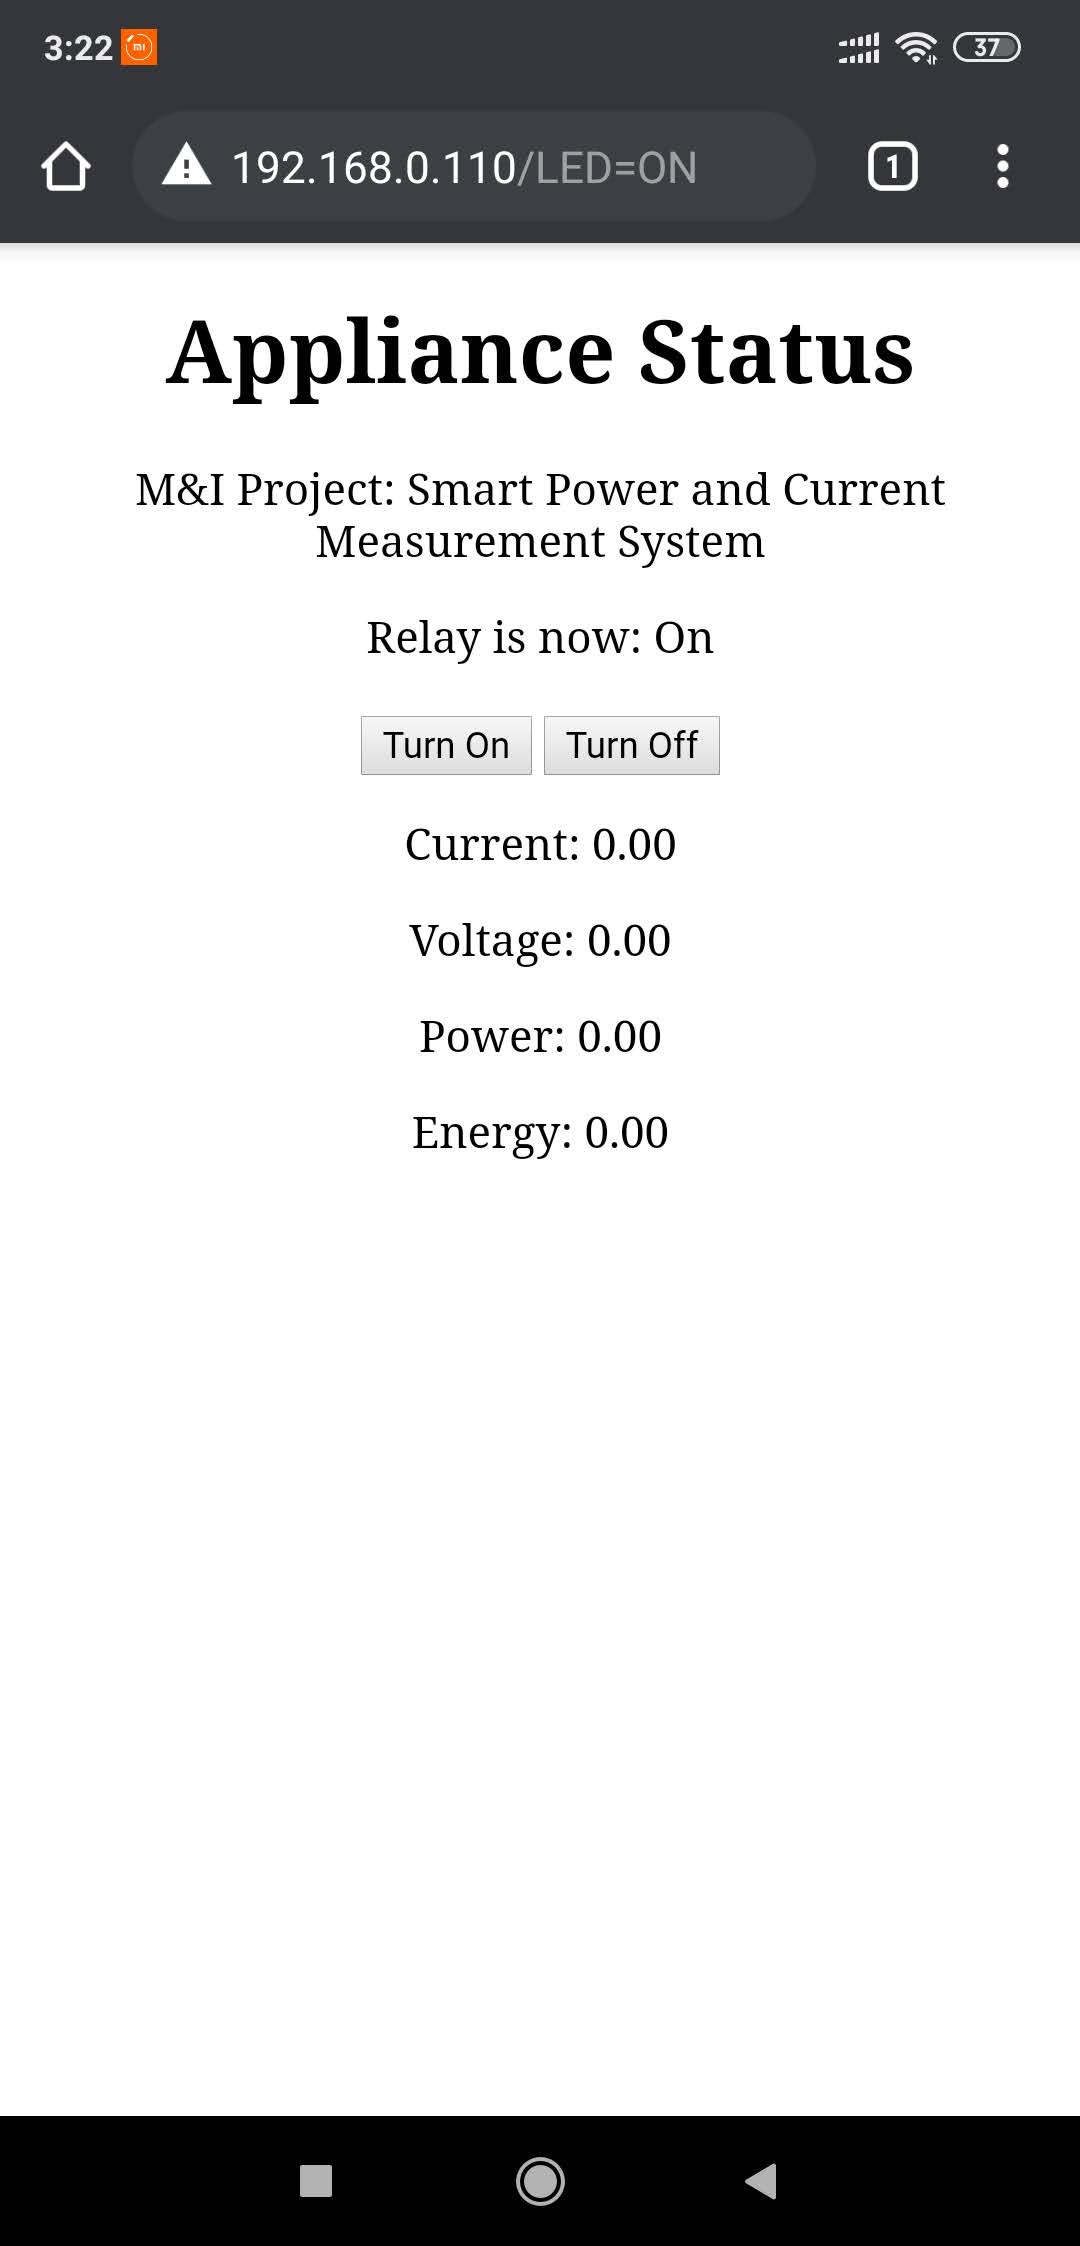 3:22
mi
37
192.168.0.110/LED=ON
1
Appliance Status
M&I Project: Smart Power and Current
Measurement System
Relay is now: On
Turn On Turn Off
Current: 0.00
Voltage: 0.00
Power: 0.00
Energy: 0.00